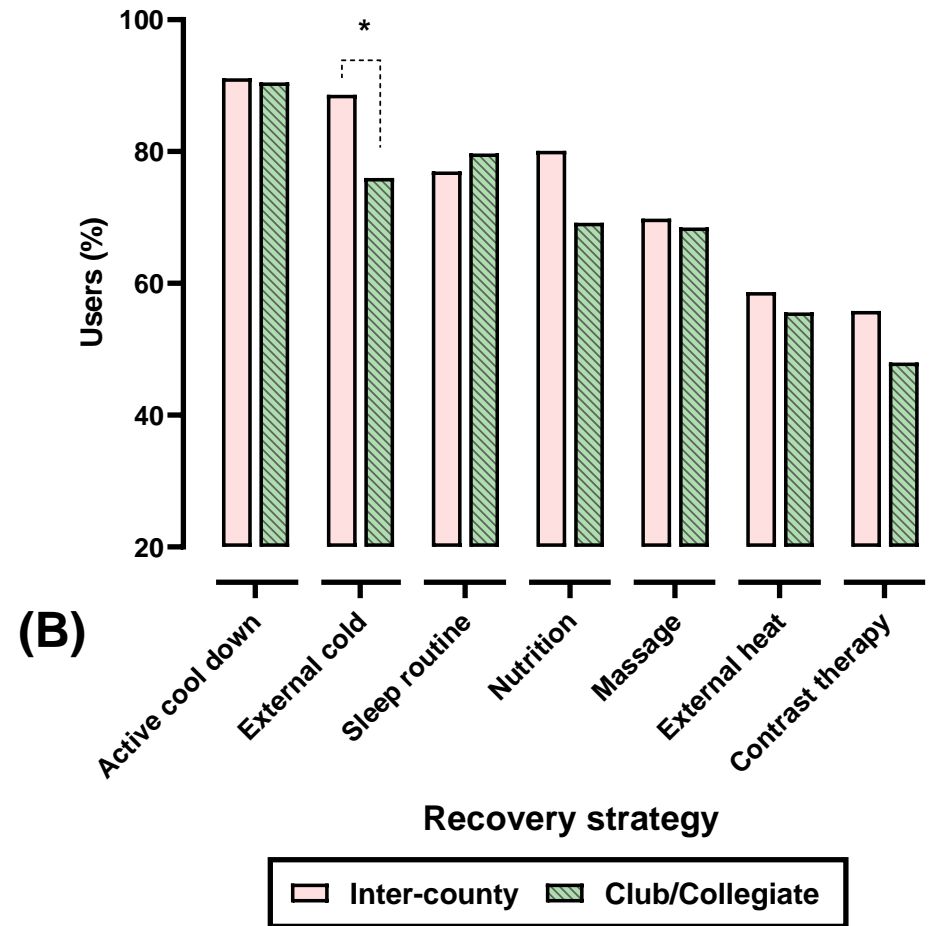 100
*
80
60
40
20
Users (%)
(B)
Active cool down
External cold
Sleep routine
Nutrition
Massage
External heat
Contrast therapy
Recovery strategy
Inter-county Club/Collegiate